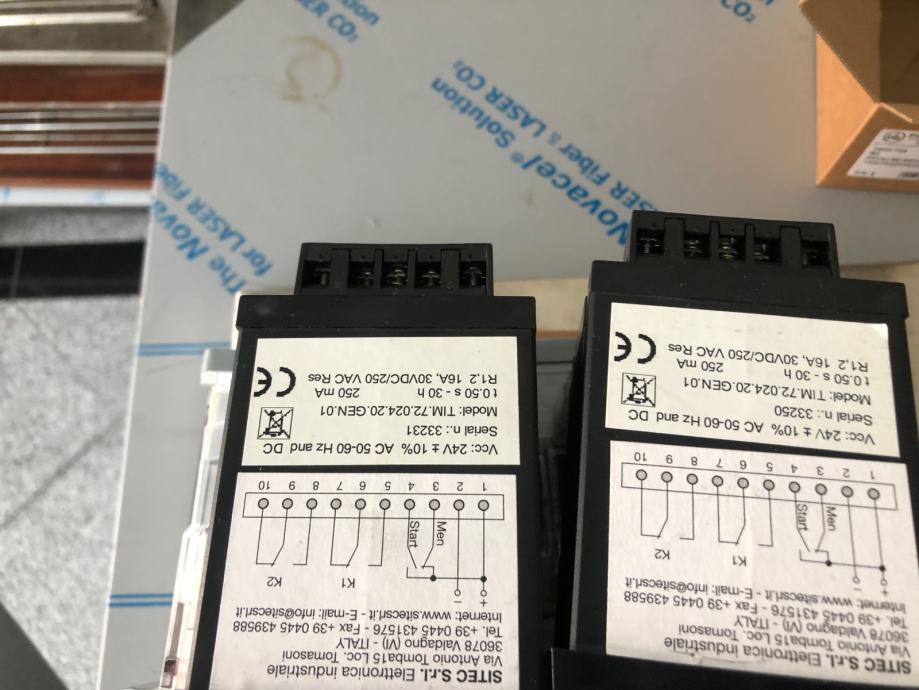 SITEC S.r.l. Elettronica industriale
Via Antonio Tomba15 Loc. Tomasoni
36078 Valdagno (VI) - ITALY
Tel. +39 0445 431576 - Fax +39 0445 439588
Internet: www.sitecsrl.it - E-mail: info@sitecsrl.it
+ -
K1 K2
Men Start
1 2 3 4 5 6 7 8 9 10
Vcc: 24V ± 10% AC 50-60 Hz and DC
Serial .: n: 33231
Model: TIM.72.024.20.GEN.01
t0.50 s - 30 h 250 mA
R1,2 16A, 30VDC/250 VAC Res
CE
SITEC S.r.l. Elettronica industriale
Via Antonio Tomba15 Loc. Tomasoni
36078 Valdagno (VI) - ITALY
Tel. +39 0445 431576 - Fax +39 0445 439588
Internet: www.sitecsrl.it - E-mail: info@sitecsrl.it
+ -
K1 K2
Men Start
1 2 3 4 5 6 7 8 9 10
Vcc: 24V ± 10% AC 50-60 Hz and DC
Serial .: 33250
Model: TIM.72.024.20.GEN.01
t0.50 s - 30 h 250 mA
R1,2 16A, 30VDC/250 VAC Res
CE
Novacel® Solution
Fiber & LASER CO₂
The Nova
for LASER Fiber
ER CO₂
CO₂